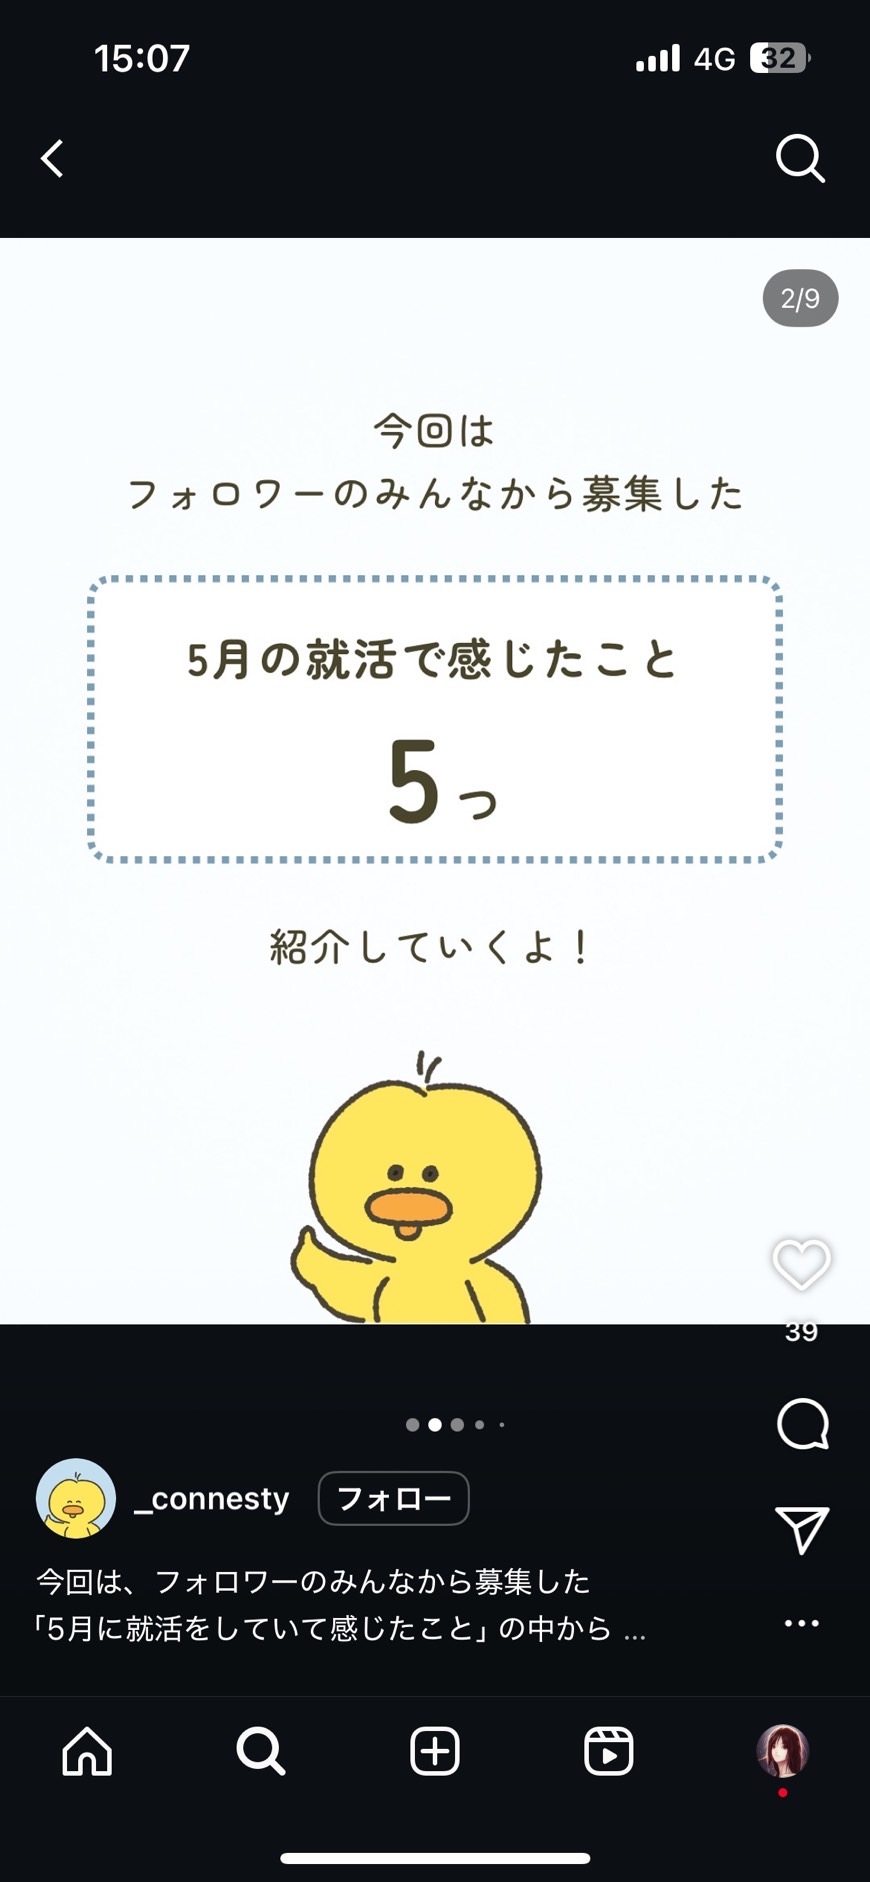 15:07
4G
32
2/9
今回は
フォロワーのみんなから募集した
5月の就活で感じたこと
5つ
紹介していくよ！
39
_connesty
フォロー
今回は、フォロワーのみんなから募集した
「5月に就活をしていて感じたこと」の中から ...